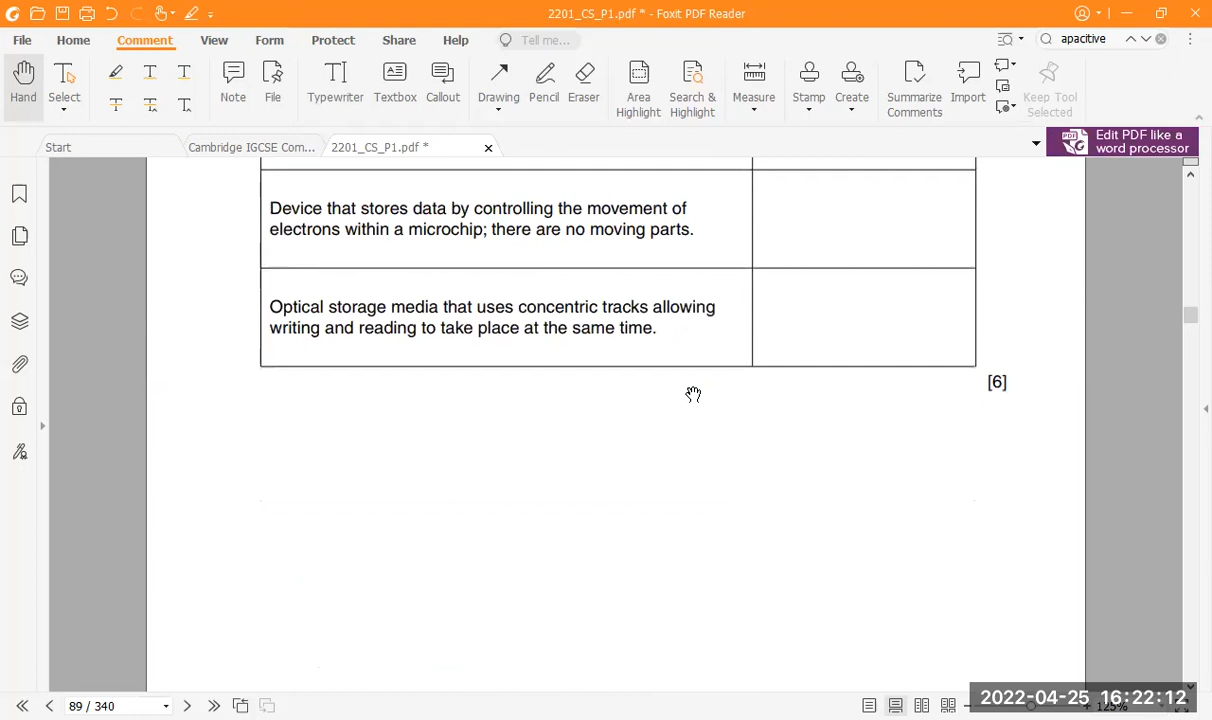 2201_CS_P1.pdf * - Foxit PDF Reader
File Home Comment View Form Protect Share Help Tell me... apacitive
Hand Select Note File Typewriter Textbox Callout Drawing Pencil Eraser Area Highlight Search & Highlight Measure Stamp Create Summarize Comments Import Keep Tool Selected
Start Cambridge IGCSE Com... 2201_CS_P1.pdf *
Edit PDF like a
word processor
Device that stores data by controlling the movement of
electrons within a microchip; there are no moving parts.
Optical storage media that uses concentric tracks allowing
writing and reading to take place at the same time.
[6]
89 / 340
2022-04-25 16:22:12
125%